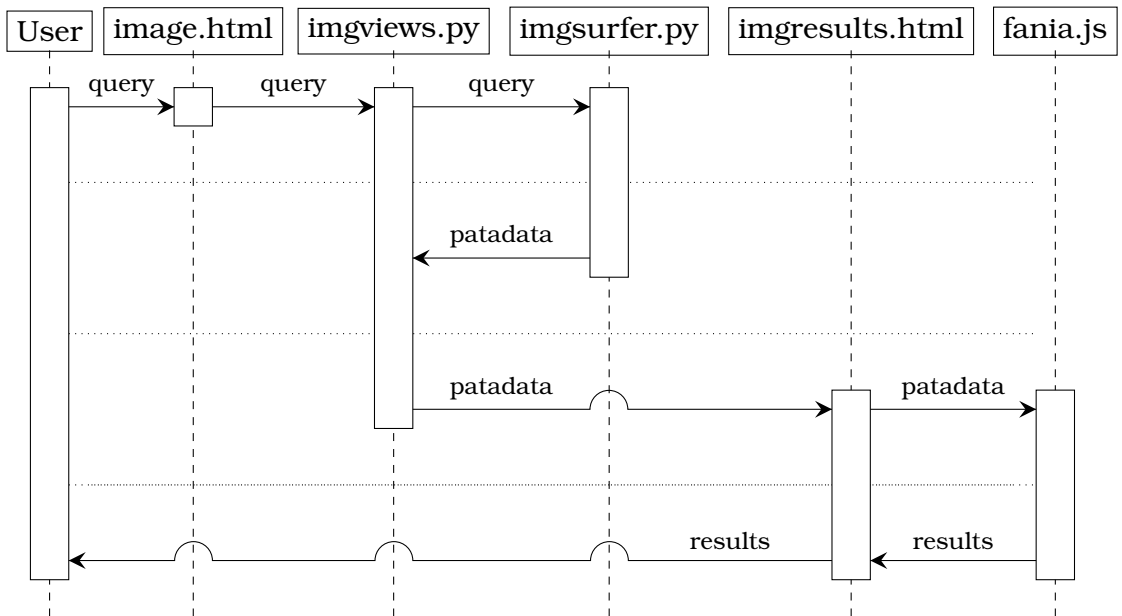 User image.html imgviews.py imgsurfer.py imgresults.html fania.js
query query query
patadata
patadata patadata
results results